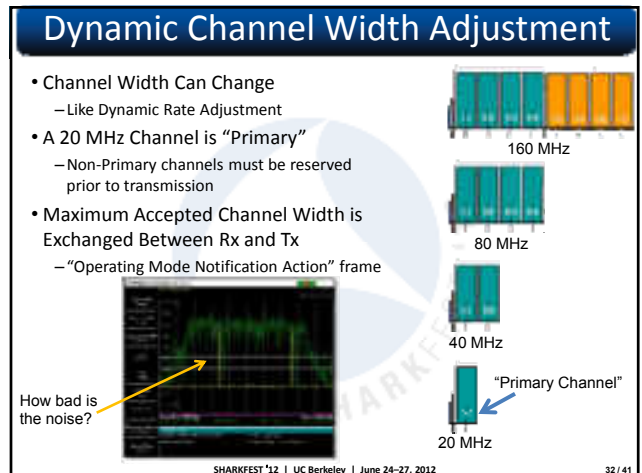 Dynamic Channel Width Adjustment
• Channel Width Can Change
–Like Dynamic Rate Adjustment
• A 20 MHz Channel is “Primary”
–Non-Primary channels must be reserved
prior to transmission
• Maximum Accepted Channel Width is
Exchanged Between Rx and Tx
–“Operating Mode Notification Action” frame
How bad is
the noise?
160 MHz
80 MHz
40 MHz
“Primary Channel”
20 MHz
SHARKFEST ‘12 | UC Berkeley | June 24–27, 2012
32 / 41